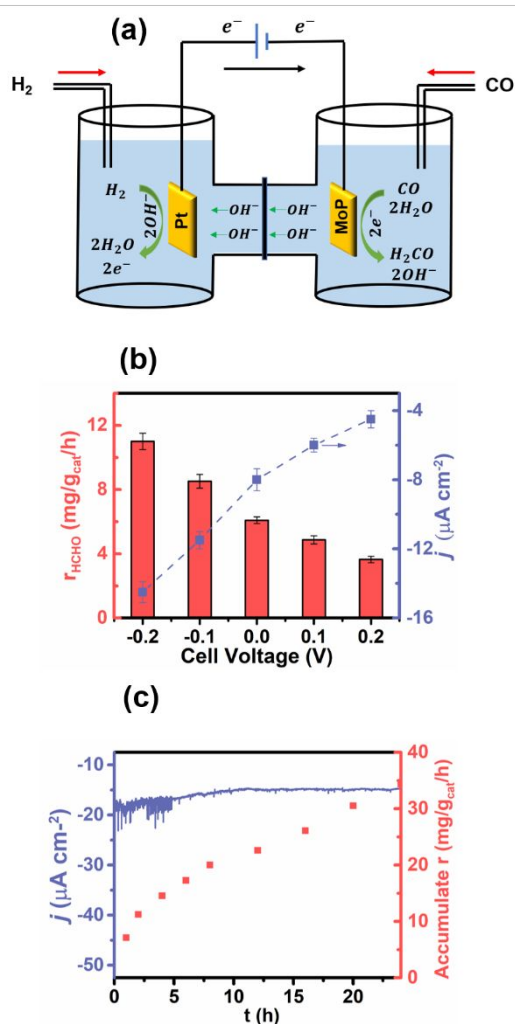 (a)
e⁻ e⁻
H₂ CO
H₂ 2OH⁻ Pt OH⁻ OH⁻ MoP 2e⁻ CO
2H₂O
OH⁻ OH⁻
2H₂O
2e⁻
H₂CO
2OH⁻
(b)
r_HCHO (mg/g_cat/h)
12
8
4
0
-4
-8
-12
-16
j (µA cm⁻²)
-0.2 -0.1 0.0 0.1 0.2
Cell Voltage (V)
(c)
j (µA cm-²)
-10
-20
-30
-40
-50
40
30
20
10
0
Accumulate r (mg/g_cat/h)
0 5 10 15 20
t (h)